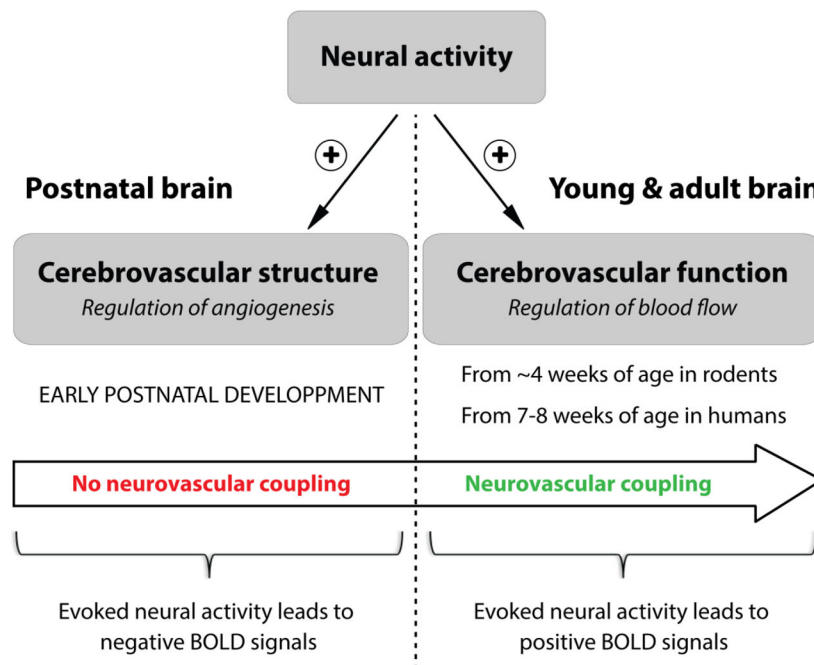 Neural activity
+
+
Postnatal brain
Young & adult brain
Cerebrovascular structure
Regulation of angiogenesis
Cerebrovascular function
Regulation of blood flow
EARLY POSTNATAL DEVELOPPMENT
From ~4 weeks of age in rodents
From 7-8 weeks of age in humans
No neurovascular coupling
Neurovascular coupling
Evoked neural activity leads to
negative BOLD signals
Evoked neural activity leads to
positive BOLD signals